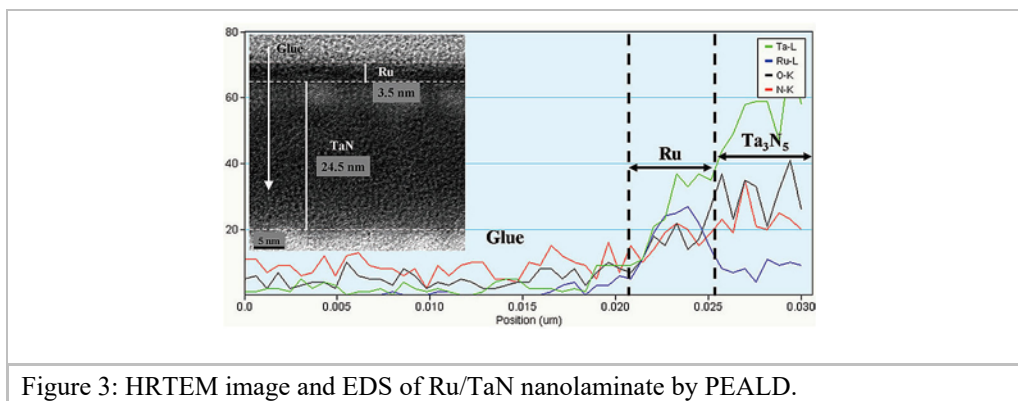 80
60
40
20
0.0 0.005 0.010 0.015 0.020 0.025 0.030
Position (um)
Glue
Ru
3.5 nm
TaN
24.5 nm
5 nm
Glue
Ru
Ta₃N₅
Ta-L
Ru-L
O-K
N-K
Figure 3: HRTEM image and EDS of Ru/TaN nanolaminate by PEALD.